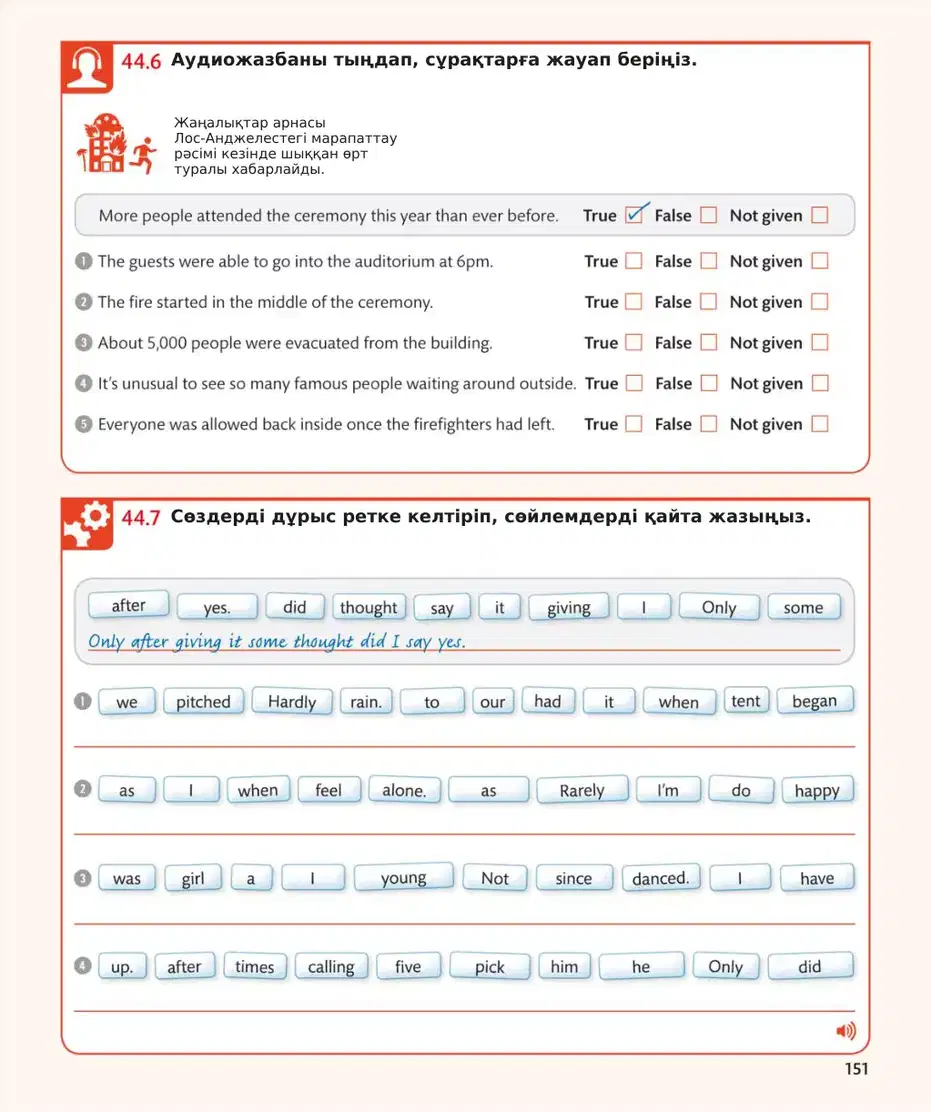 44.6 Аудиожазбаны тыңдап, сұрақтарға жауап беріңіз.
Жаңалықтар арнасы
Лос-Анджелестегі марапаттау
рәсімі кезінде шыққан өрт
туралы хабарлайды.
More people attended the ceremony this year than ever before. True False Not given
1 The guests were able to go into the auditorium at 6pm. True False Not given
2 The fire started in the middle of the ceremony. True False Not given
3 About 5,000 people were evacuated from the building. True False Not given
4 It's unusual to see so many famous people waiting around outside. True False Not given
5 Everyone was allowed back inside once the firefighters had left. True False Not given
44.7 Сөздерді дұрыс ретке келтіріп, сөйлемдерді қайта жазыңыз.
after yes. did thought say it giving I Only some
Only after giving it some thought did I say yes.
1 we pitched Hardly rain. to our had it when tent began
2 as I when feel alone. as Rarely I'm do happy
3 was girl a I young Not since danced. I have
4 up. after times calling five pick him he Only did
151